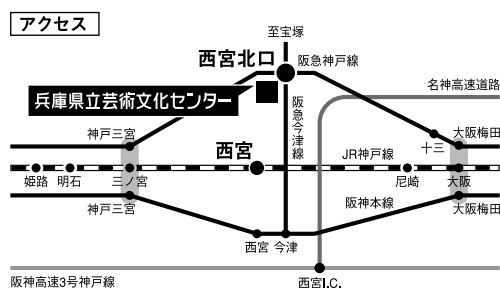 アクセス
至宝塚
西宮北口
阪急神戸線
名神高速道路
兵庫県立芸術文化センター
阪急今津線
神戸三宮
西宮
十三
大阪梅田
JR神戸線
姫路
明石
三ノ宮
尼崎
大阪
神戸三宮
阪神本線
大阪梅田
西宮
今津
阪神高速3号神戸線
西宮I.C.